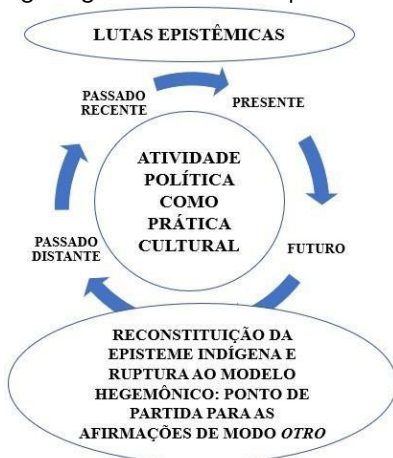 LUTAS EPISTÊMICAS
PASSADO
RECENTE
PRESENTE
ATIVIDADE
POLÍTICA
COMO
PRÁTICA
CULTURAL
PASSADO
DISTANTE
FUTURO
RECONSTITUIÇÃO DA
EPISTEME INDÍGENA E
RUPTURA AO MODELO
HEGEMÔNICO: PONTO DE
PARTIDA PARA AS
AFIRMAÇÕES DE MODO OTRO